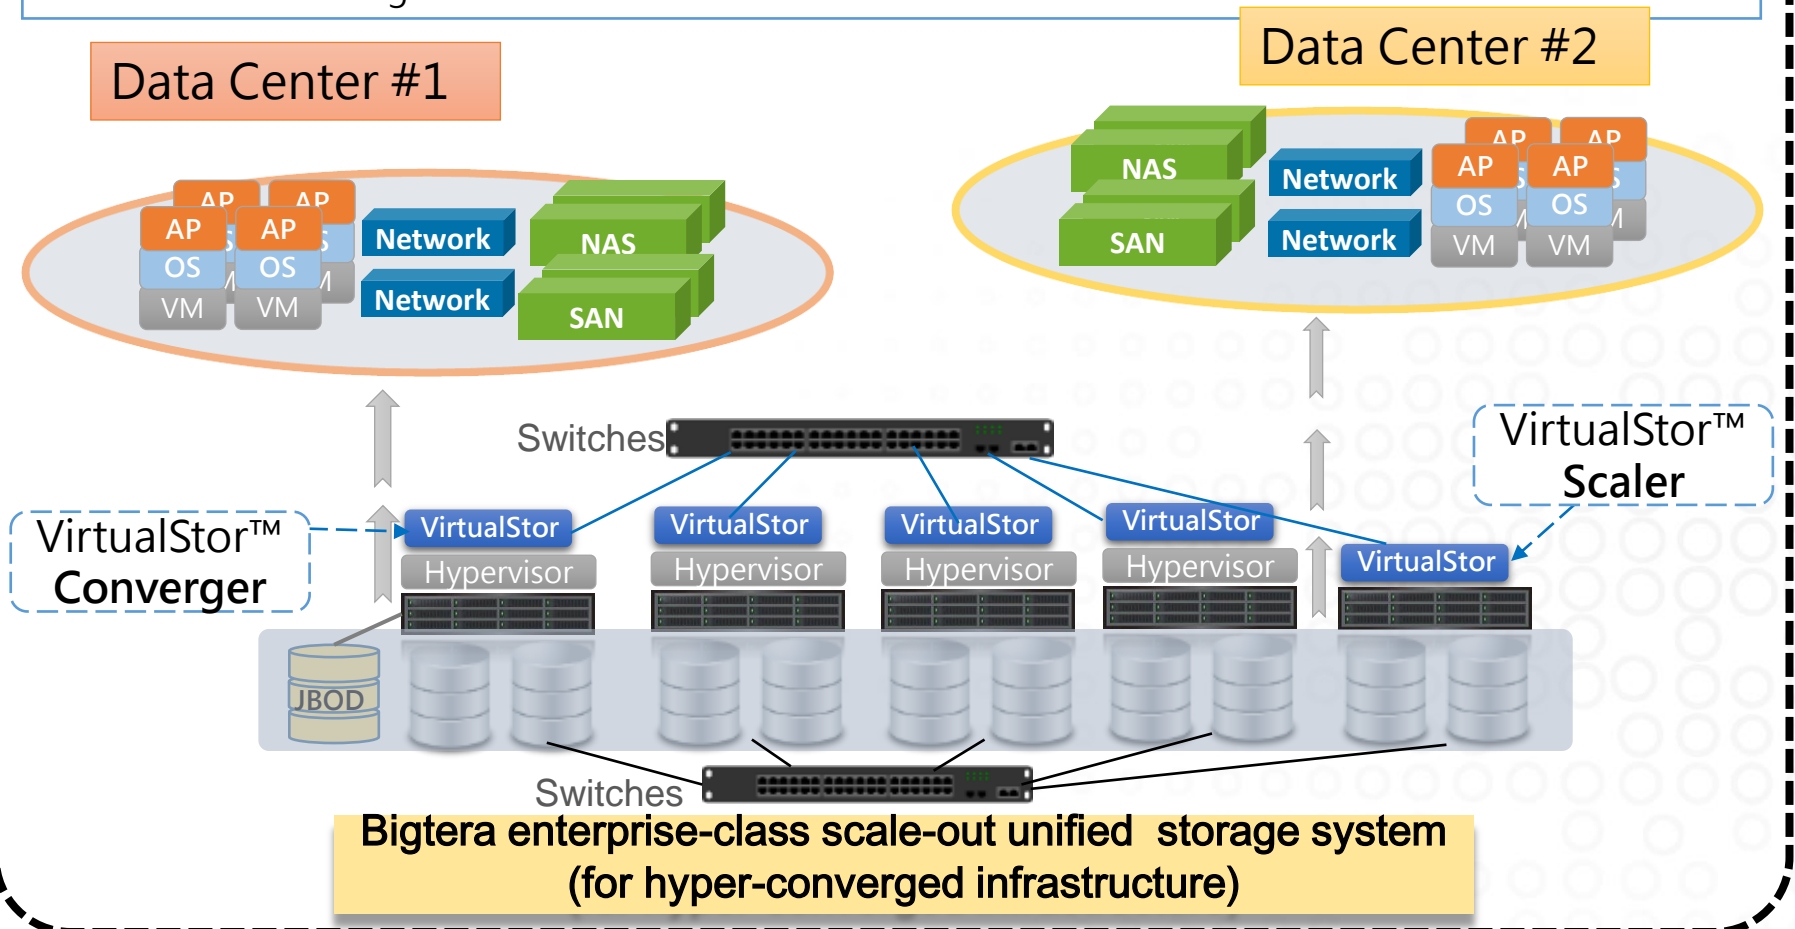 Data Center #1
Data Center #2
AP AP
AP AP
OS OS
VM VM
Network
Network
NAS
SAN
NAS
SAN
Network
Network
AP AP
AP AP
OS OS
VM VM
Switches
VirtualStor™
Scaler
VirtualStor™
Converger
VirtualStor
Hypervisor
VirtualStor
Hypervisor
VirtualStor
Hypervisor
VirtualStor
Hypervisor
VirtualStor
JBOD
Switches
Bigtera enterprise-class scale-out unified storage system
(for hyper-converged infrastructure)